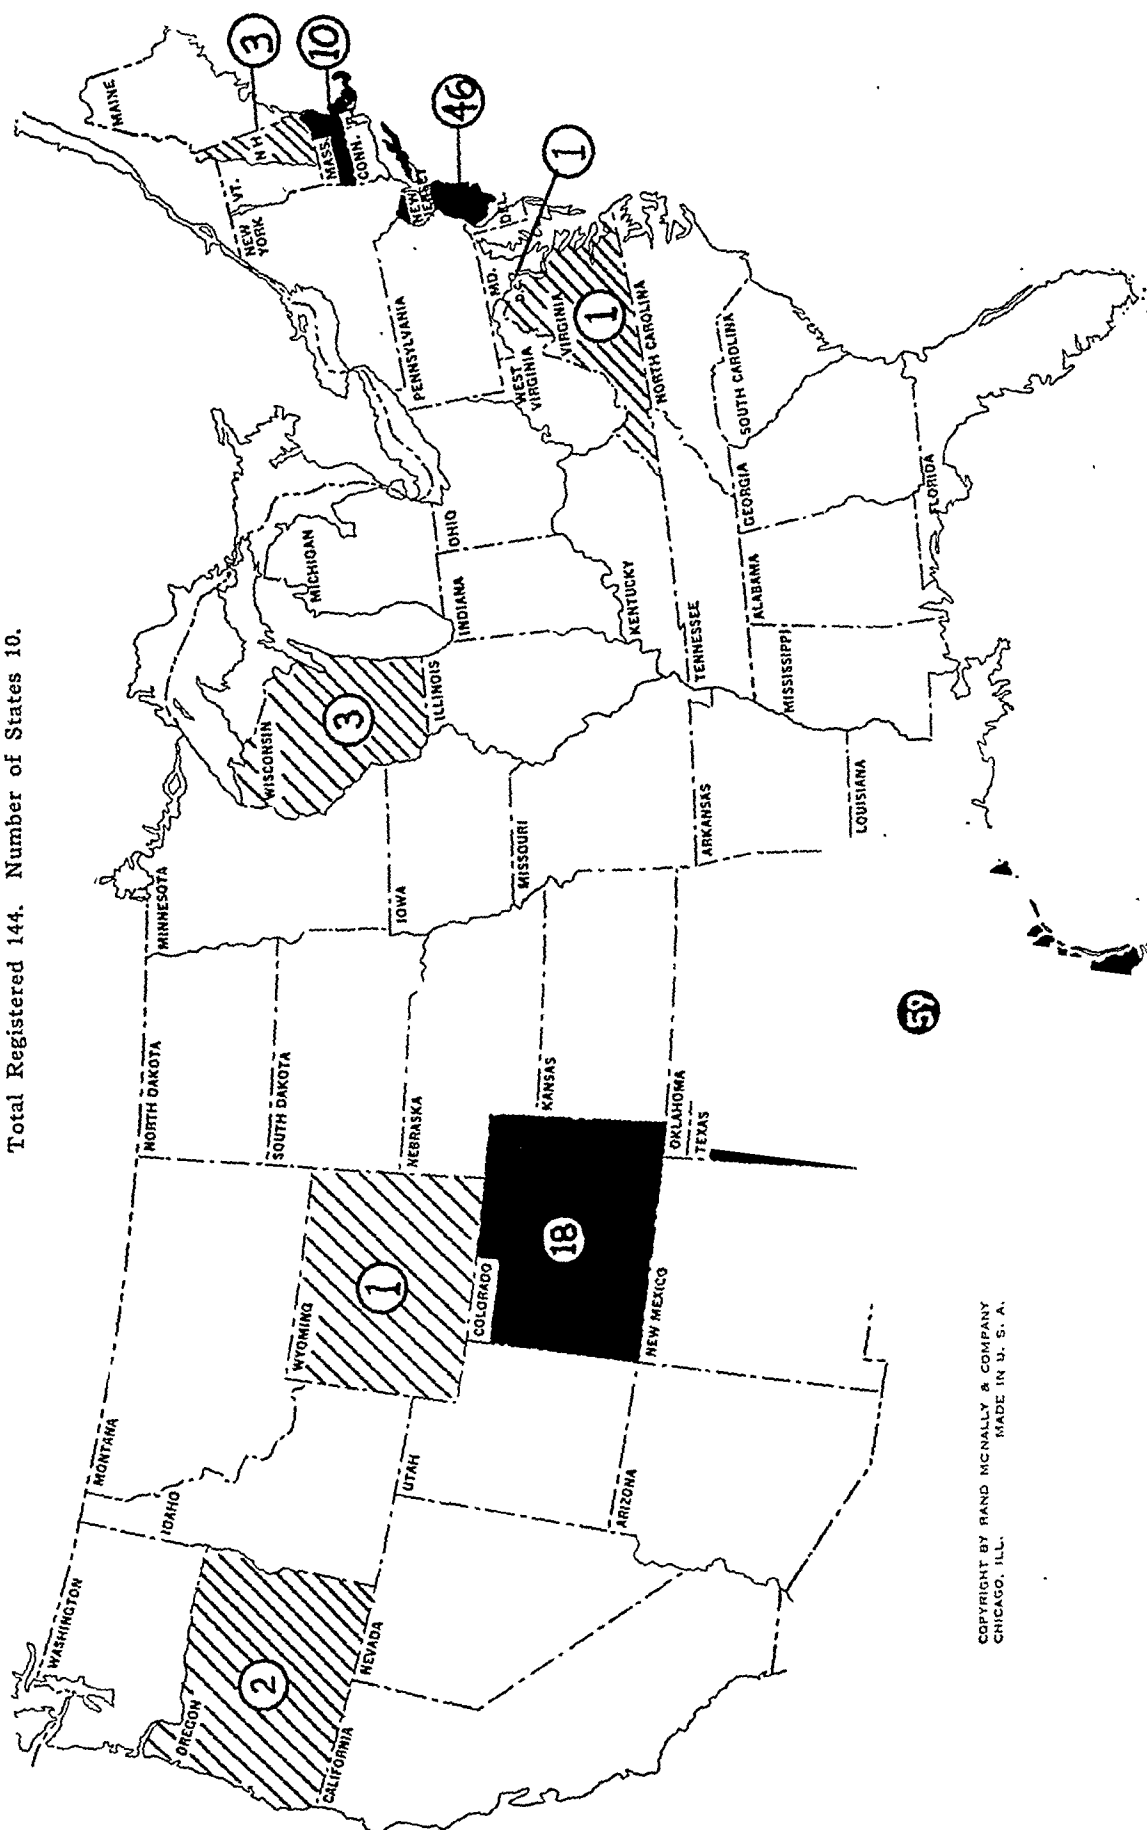 Total Registered 144. Number of States 10.
WASHINGTON
MONTANA
NORTH DAKOTA
MINNESOTA
MAINE
3
N H
VT.
NEW
YORK
10
MASS.
CONN.
46
NEW
JERSEY
OREGON
2
IDAHO
WYOMING
1
SOUTH DAKOTA
WISCONSIN
3
MICHIGAN
PENNSYLVANIA
CALIFORNIA
NEVADA
UTAH
COLORADO
18
NEBRASKA
IOWA
ILLINOIS
INDIANA
OHIO
WEST
VIRGINIA
MD.
DEL.
D.C.
1
VIRGINIA
1
KANSAS
MISSOURI
KENTUCKY
NORTH CAROLINA
ARIZONA
NEW MEXICO
OKLAHOMA
TEXAS
ARKANSAS
TENNESSEE
SOUTH CAROLINA
MISSISSIPPI
ALABAMA
GEORGIA
LOUISIANA
FLORIDA
59
COPYRIGHT BY RAND MCNALLY & COMPANY
CHICAGO, ILL. MADE IN U. S. A.